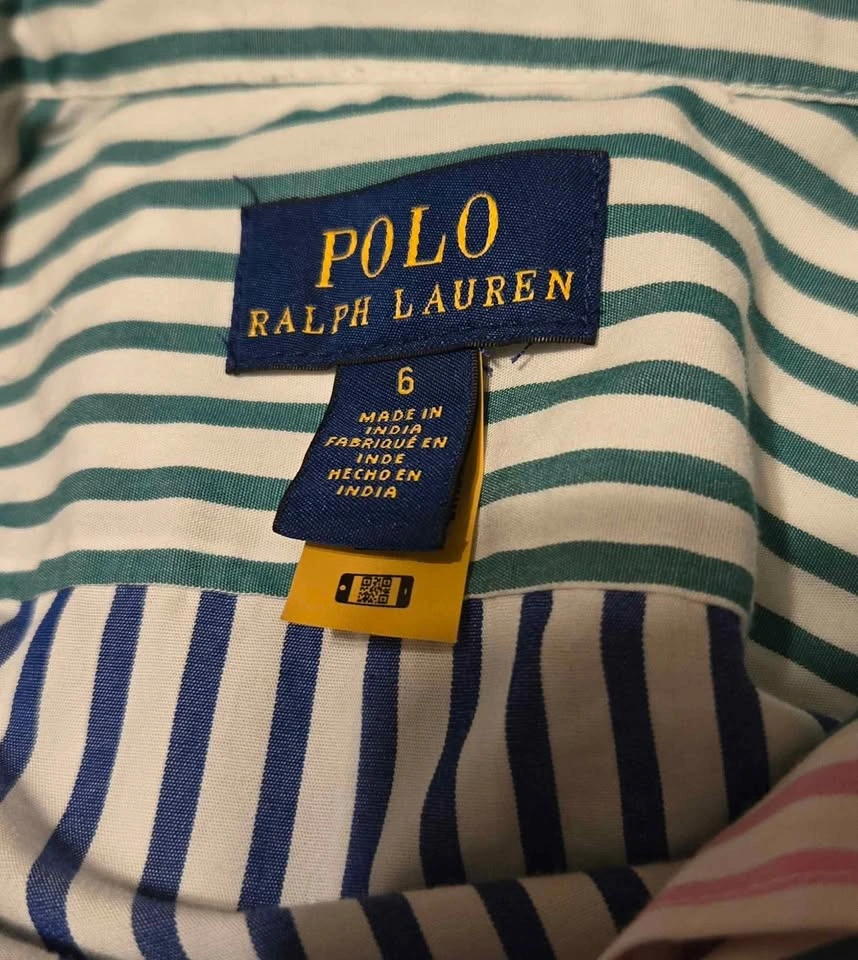 POLO
RALPH LAUREN
6
MADE IN
INDIA
FABRIQUÉ EN
INDE
HECHO EN
INDIA